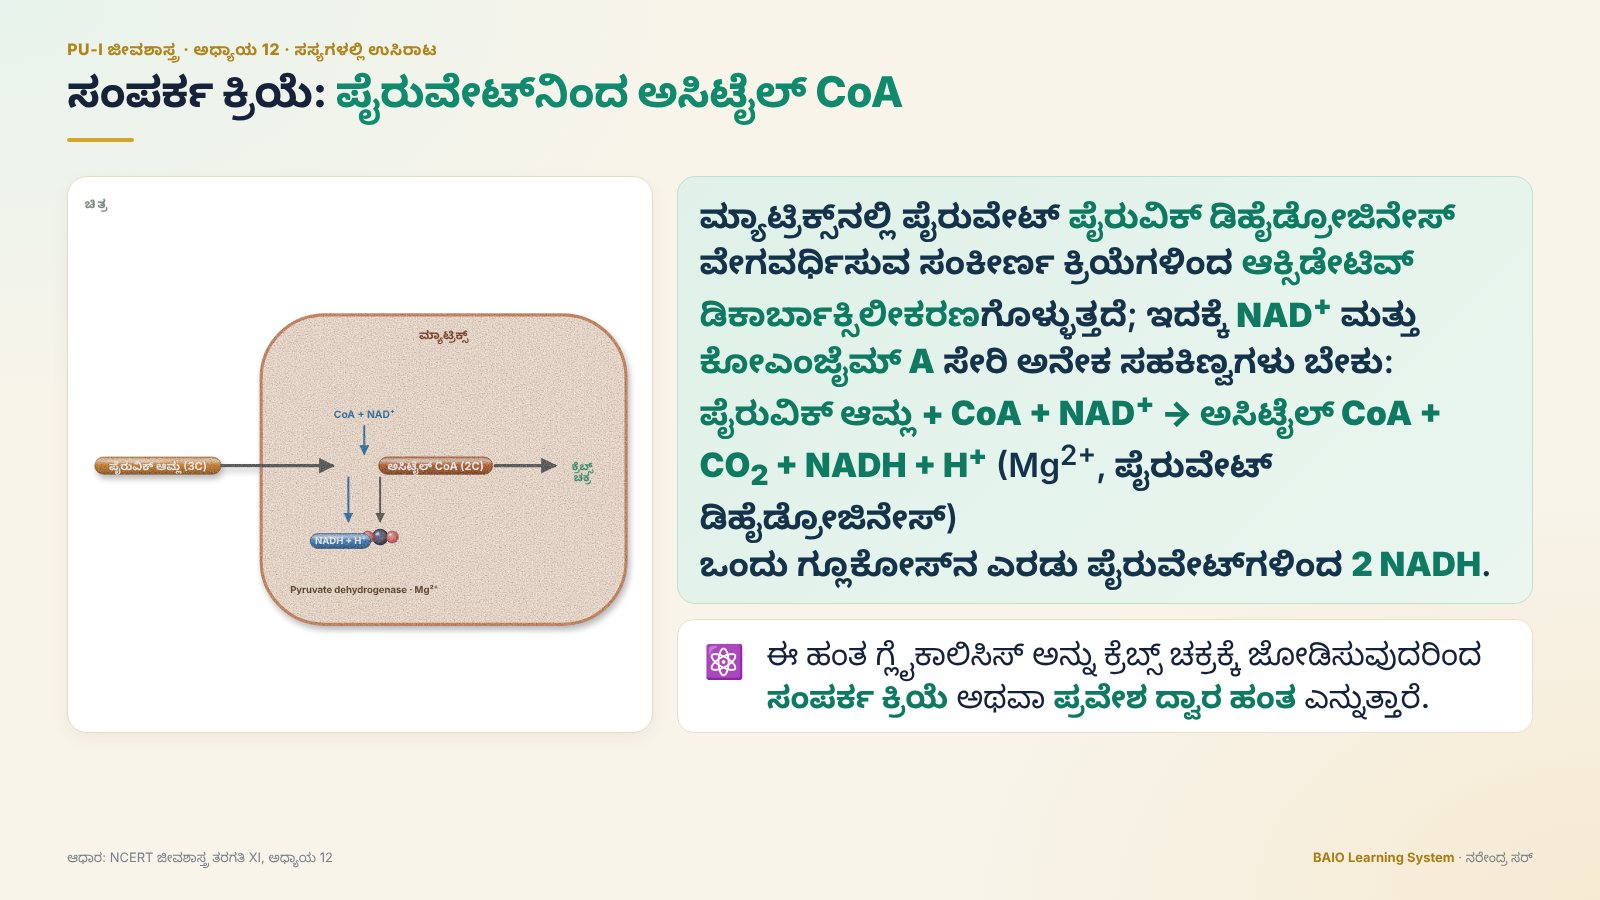 PU-I ಜೀವಶಾಸ್ತ್ರ · ಅಧ್ಯಾಯ 12 · ಸಸ್ಯಗಳಲ್ಲಿ ಉಸಿರಾಟ
ಸಂಪರ್ಕ ಕ್ರಿಯೆ: ಪೈರುವೇಟ್‌ನಿಂದ ಅಸಿಟೈಲ್ CoA
ಚಿತ್ರ
ಮ್ಯಾಟ್ರಿಕ್ಸ್
CoA + NAD⁺
ಪೈರುವಿಕ್ ಆಮ್ಲ (3C)
ಅಸಿಟೈಲ್ CoA (2C)
ಕ್ರೆಬ್ಸ್
ಚಕ್ರ
NADH + H⁺
Pyruvate dehydrogenase · Mg²⁺
ಮ್ಯಾಟ್ರಿಕ್ಸ್‌ನಲ್ಲಿ ಪೈರುವೇಟ್ ಪೈರುವಿಕ್ ಡಿಹೈಡ್ರೋಜಿನೇಸ್
ವೇಗವರ್ಧಿಸುವ ಸಂಕೀರ್ಣ ಕ್ರಿಯೆಗಳಿಂದ ಆಕ್ಸಿಡೇಟಿವ್
ಡಿಕಾರ್ಬಾಕ್ಸಿಲೀಕರಣಗೊಳ್ಳುತ್ತದೆ; ಇದಕ್ಕೆ NAD⁺ ಮತ್ತು
ಕೋಎಂಜೈಮ್ A ಸೇರಿ ಅನೇಕ ಸಹಕಿಣ್ವಗಳು ಬೇಕು:
ಪೈರುವಿಕ್ ಆಮ್ಲ + CoA + NAD⁺ → ಅಸಿಟೈಲ್ CoA +
CO₂ + NADH + H⁺ (Mg²⁺, ಪೈರುವೇಟ್
ಡಿಹೈಡ್ರೋಜಿನೇಸ್)
ಒಂದು ಗ್ಲೂಕೋಸ್‌ನ ಎರಡು ಪೈರುವೇಟ್‌ಗಳಿಂದ 2 NADH.
ಈ ಹಂತ ಗ್ಲೈಕಾಲಿಸಿಸ್ ಅನ್ನು ಕ್ರೆಬ್ಸ್ ಚಕ್ರಕ್ಕೆ ಜೋಡಿಸುವುದರಿಂದ
ಸಂಪರ್ಕ ಕ್ರಿಯೆ ಅಥವಾ ಪ್ರವೇಶ ದ್ವಾರ ಹಂತ ಎನ್ನುತ್ತಾರೆ.
ಆಧಾರ: NCERT ಜೀವಶಾಸ್ತ್ರ ತರಗತಿ XI, ಅಧ್ಯಾಯ 12
BAIO Learning System · ನರೇಂದ್ರ ಸರ್